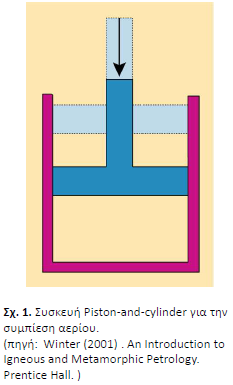 Σχ. 1. Συσκευή Piston-and-cylinder για την
συμπίεση αερίου.
(πηγή: Winter (2001) . An Introduction to
Igneous and Metamorphic Petrology.
Prentice Hall. )